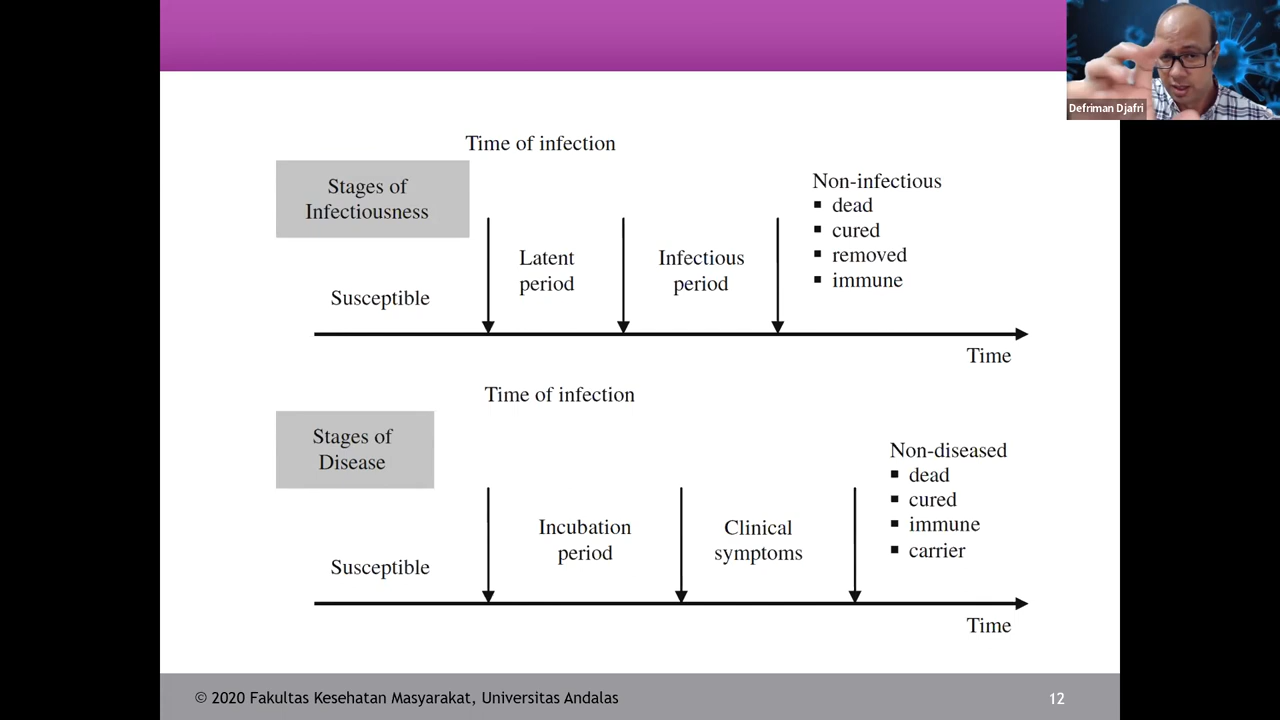 Defriman Djafri
Time of infection
Stages of
Infectiousness
Susceptible
Latent
period
Infectious
period
Non-infectious
▪ dead
▪ cured
▪ removed
▪ immune
Time
Time of infection
Stages of
Disease
Susceptible
Incubation
period
Clinical
symptoms
Non-diseased
▪ dead
▪ cured
▪ immune
▪ carrier
Time
© 2020 Fakultas Kesehatan Masyarakat, Universitas Andalas
12